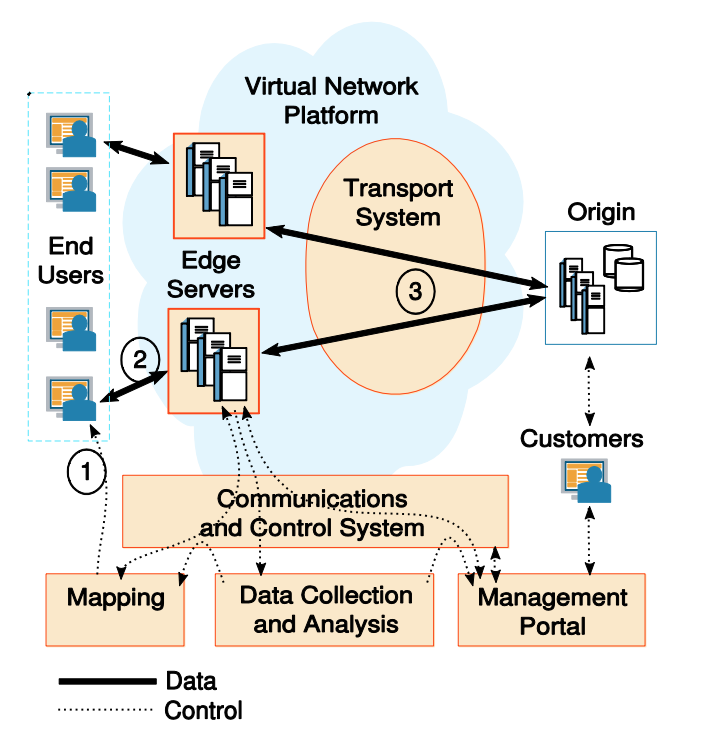 Virtual Network
Platform
Transport
System
Origin
End
Users
Edge
Servers
3
2
1
Customers
Communications
and Control System
Mapping
Data Collection
and Analysis
Management
Portal
Data
Control